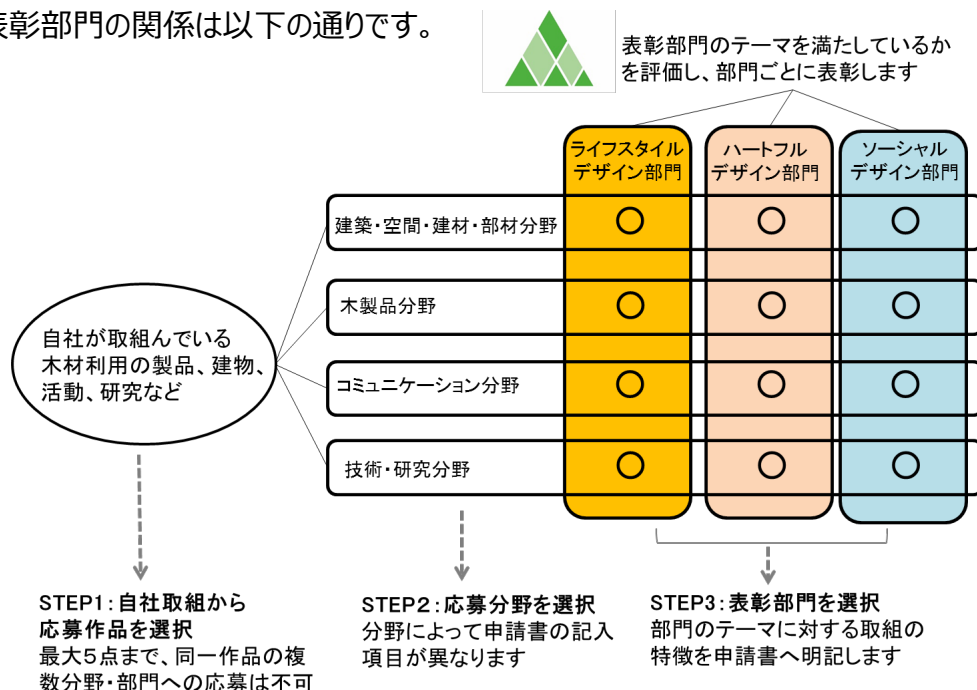 表彰部門の関係は以下の通りです。
表彰部門のテーマを満たしているか
を評価し、部門ごとに表彰します
ライフスタイル
デザイン部門
ハートフル
デザイン部門
ソーシャル
デザイン部門
建築・空間・建材・部材分野
木製品分野
コミュニケーション分野
技術・研究分野
自社が取組んでいる
木材利用の製品、建物、
活動、研究など
STEP1：自社取組から
応募作品を選択
最大5点まで、同一作品の複
数分野・部門への応募は不可
STEP2：応募分野を選択
分野によって申請書の記入
項目が異なります
STEP3：表彰部門を選択
部門のテーマに対する取組の
特徴を申請書へ明記します